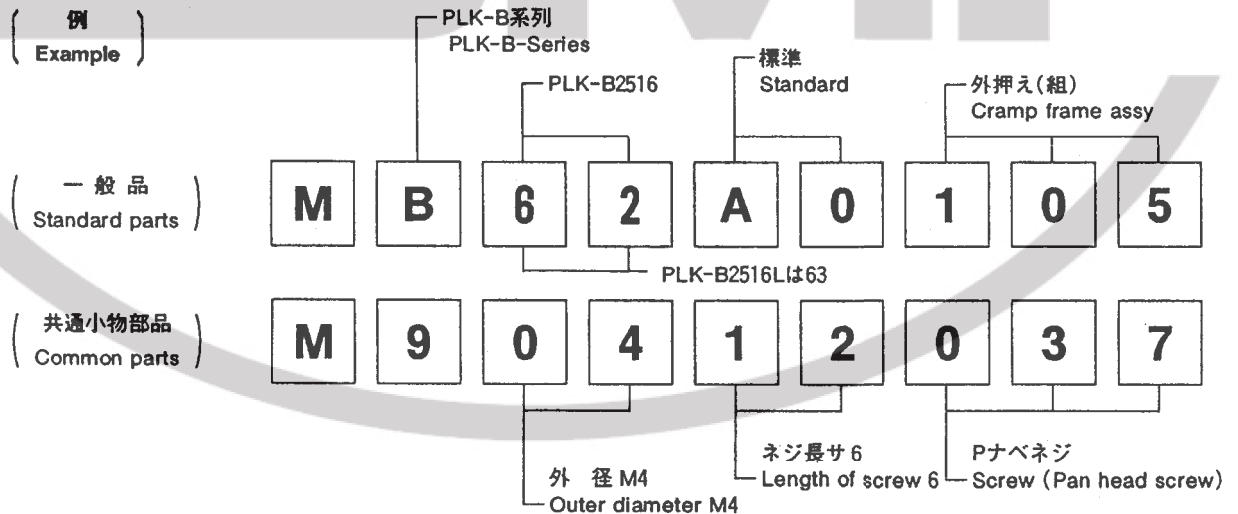 例
Example
PLK-B系列
PLK-B-Series
PLK-B2516
標準
Standard
外押え(組)
Cramp frame assy
一般品
Standard parts
M B 6 2 A 0 1 0 5
PLK-B2516Lは63
共通小物部品
Common parts
M 9 0 4 1 2 0 3 7
外 径 M4
Outer diameter M4
ネジ長サ 6
Length of screw 6
Pナベネジ
Screw (Pan head screw)